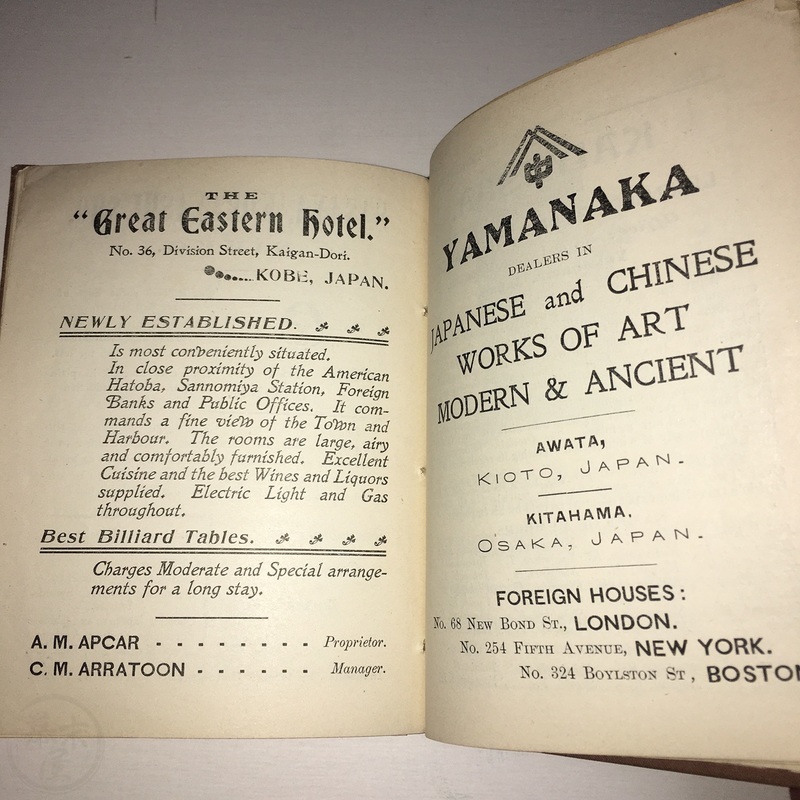 THE
"Great Eastern Hotel."
No. 36, Division Street, Kaigan-Dori.
KOBE, JAPAN.
NEWLY ESTABLISHED.
Is most conveniently situated.
In close proximity of the American
Hatoba, Sannomiya Station, Foreign
Banks and Public Offices. It com-
mands a fine view of the Town and
Harbour. The rooms are large, airy
and comfortably furnished. Excellent
Cuisine and the best Wines and Liquors
supplied. Electric Light and Gas
throughout.
Best Billiard Tables.
Charges Moderate and Special arrange-
ments for a long stay.
A. M. APCAR - - - - - - - - Proprietor.
C. M. ARRATOON - - - - - - Manager.
YAMANAKA
DEALERS IN
JAPANESE and CHINESE
WORKS OF ART
MODERN & ANCIENT
AWATA,
KIOTO, JAPAN.
KITAHAMA,
OSAKA, JAPAN.
FOREIGN HOUSES:
No. 68 NEW BOND ST., LONDON.
No. 254 FIFTH AVENUE, NEW YORK.
No. 324 BOYLSTON ST, BOSTON